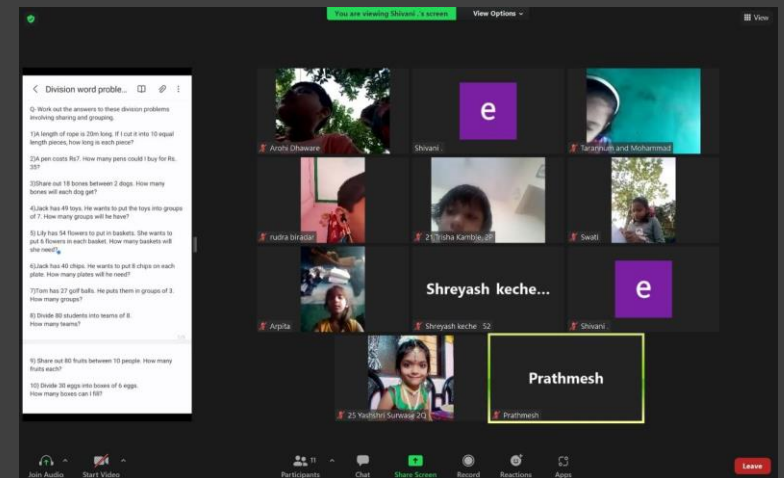 You are viewing Shivani .'s screen
View Options
View
Division word proble...
Q- Work out the answers to these division problems
involving sharing and grouping.
1)A length of rope is 20m long. If I cut it into 10 equal
length pieces, how long is each piece?
2)A pen costs Rs7. How many pens could I buy for Rs.
35?
3)Share out 18 bones between 2 dogs. How many
bones will each dog get?
4)Jack has 49 toys. He wants to put the toys into groups
of 7. How many groups will he have?
5) Lily has 54 flowers to put in baskets. She wants to
put 6 flowers in each basket. How many baskets will
she need?
6)Jack has 40 chips. He wants to put 8 chips on each
plate. How many plates will he need?
7)Tom has 27 golf balls. He puts them in groups of 3.
How many groups?
8) Divide 80 students into teams of 8.
How many teams?
9) Share out 80 fruits between 10 people. How many
fruits each?
10) Divide 30 eggs into boxes of 6 eggs.
How many boxes can I fill?
Arohi Dhaware
e
Shivani .
Tarannum and Mohammad
rudra biradar
21 Trisha Kamble, 2P
Swati
Arpita
Shreyash keche...
Shreyash keche 52
e
Shivani .
25 Yashshri Surwase 2Q
Prathmesh
Prathmesh
Join Audio
Start Video
11
Participants
Chat
Share Screen
Record
Reactions
Apps
Leave